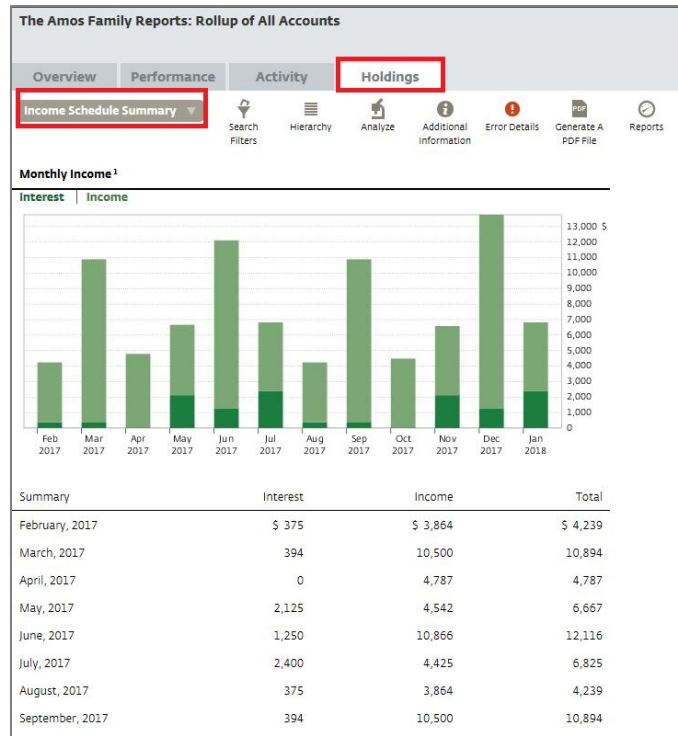 The Amos Family Reports: Rollup of All Accounts
Overview Performance Activity Holdings
Income Schedule Summary
Search Filters
Hierarchy
Analyze
Additional Information
Error Details
PDF
Generate A PDF File
Reports
Monthly Income¹
Interest | Income
13,000 $
12,000
11,000
10,000
9,000
8,000
7,000
6,000
5,000
4,000
3,000
2,000
1,000
0
Feb 2017
Mar 2017
Apr 2017
May 2017
Jun 2017
Jul 2017
Aug 2017
Sep 2017
Oct 2017
Nov 2017
Dec 2017
Jan 2018
Summary Interest Income Total
February, 2017 $ 375 $ 3,864 $ 4,239
March, 2017 394 10,500 10,894
April, 2017 0 4,787 4,787
May, 2017 2,125 4,542 6,667
June, 2017 1,250 10,866 12,116
July, 2017 2,400 4,425 6,825
August, 2017 375 3,864 4,239
September, 2017 394 10,500 10,894